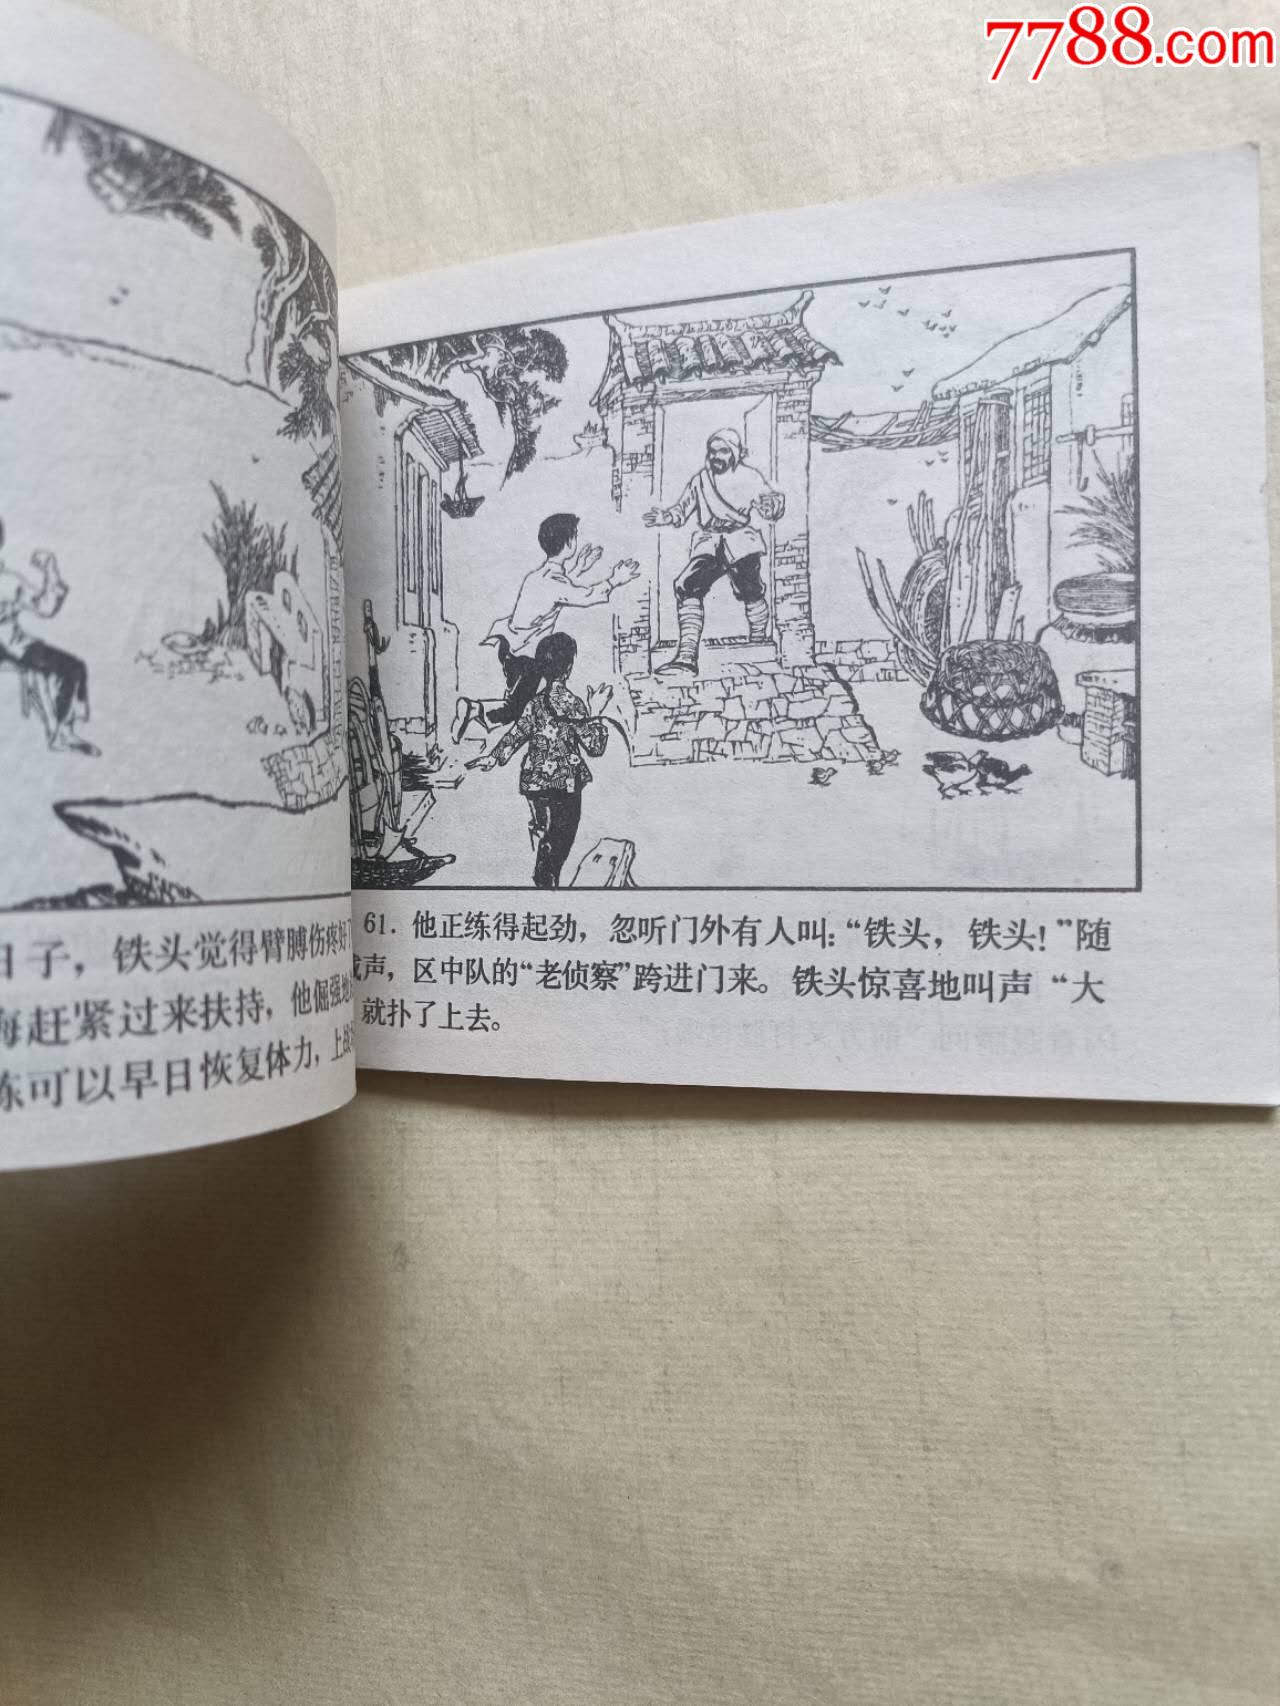 7788.com
日子，铁头觉得臂膊伤疼好了
海赶紧过来扶持，他倔强地
练可以早日恢复体力，上战
61. 他正练得起劲，忽听门外有人叫：“铁头，铁头！”随
声，区中队的“老侦察”跨进门来。铁头惊喜地叫声“大
就扑了上去。